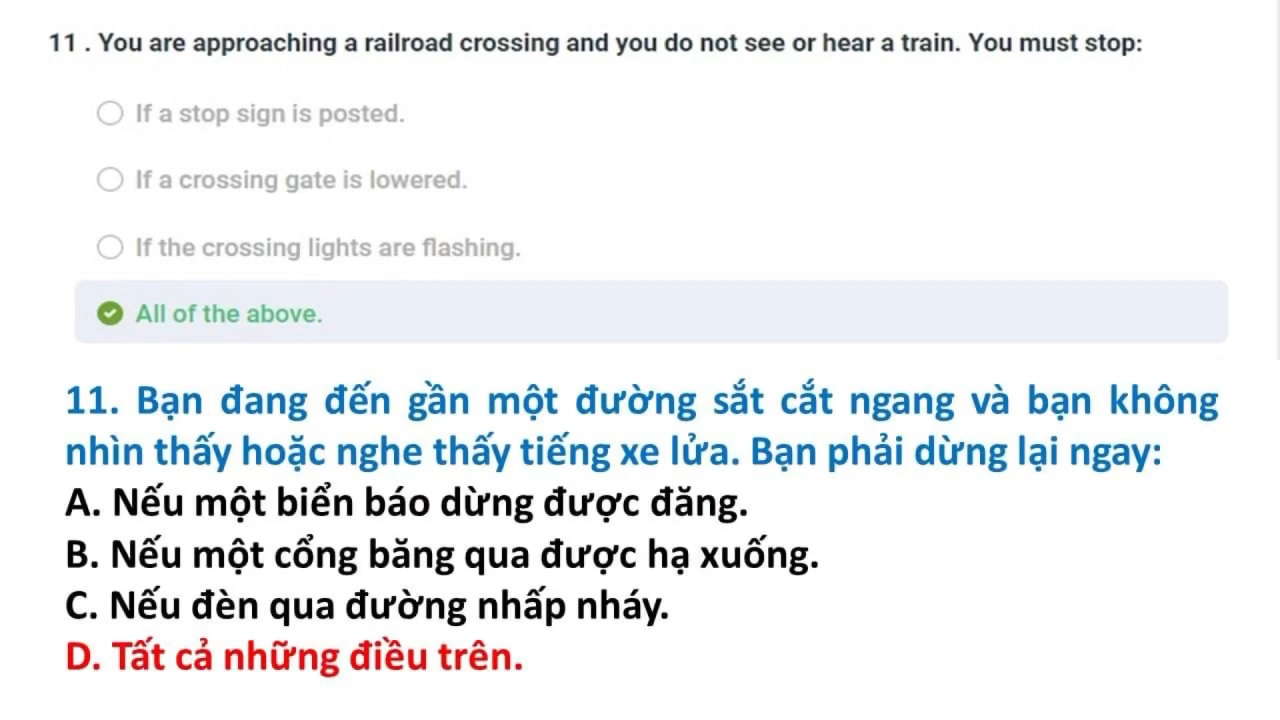 11 . You are approaching a railroad crossing and you do not see or hear a train. You must stop:
If a stop sign is posted.
If a crossing gate is lowered.
If the crossing lights are flashing.
All of the above.
11. Bạn đang đến gần một đường sắt cắt ngang và bạn không
nhìn thấy hoặc nghe thấy tiếng xe lửa. Bạn phải dừng lại ngay:
A. Nếu một biển báo dừng được đăng.
B. Nếu một cổng băng qua được hạ xuống.
C. Nếu đèn qua đường nhấp nháy.
D. Tất cả những điều trên.